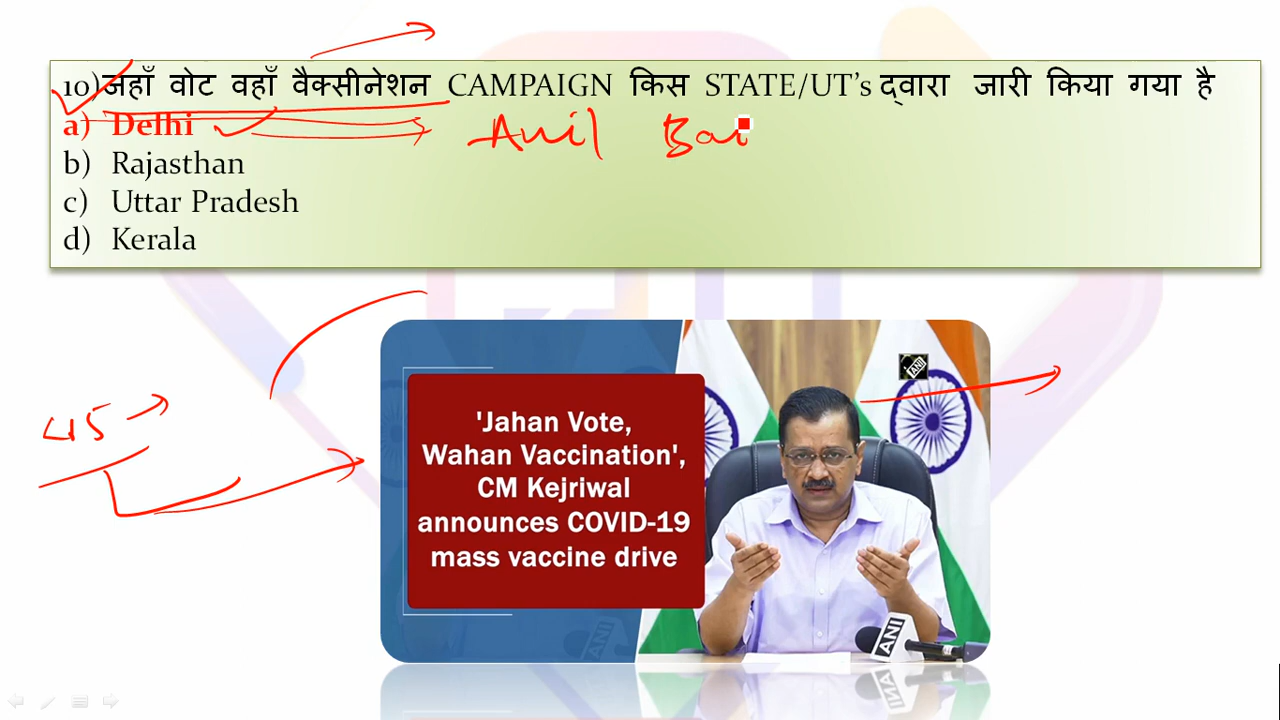 10) जहाँ वोट वहाँ वैक्सीनेशन CAMPAIGN किस STATE/UT's द्वारा जारी किया गया है
a) Delhi
Anil Bai
b) Rajasthan
c) Uttar Pradesh
d) Kerala
45
ANI
'Jahan Vote,
Wahan Vaccination',
CM Kejriwal
announces COVID-19
mass vaccine drive
ANI
ANI